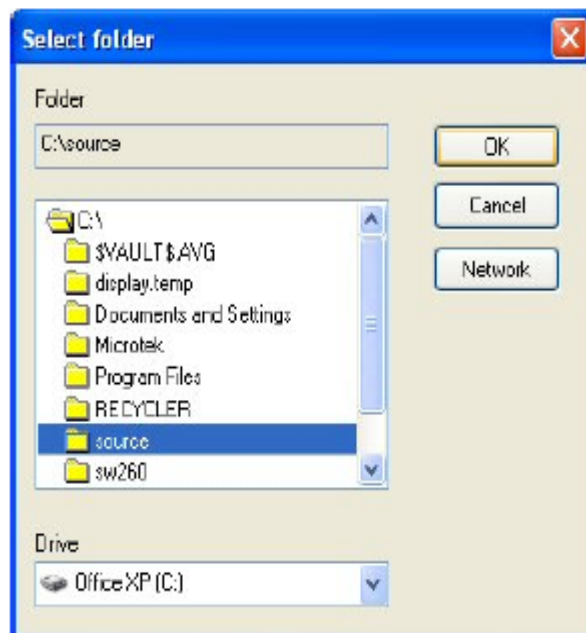 Select folder
Folder
C:\source
OK
Cancel
Network
C:\
$VAULT$.AVG
display.temp
Documents and Settings
Microtek
Program Files
RECYCLER
source
sw260
Drive
Office XP (C:)